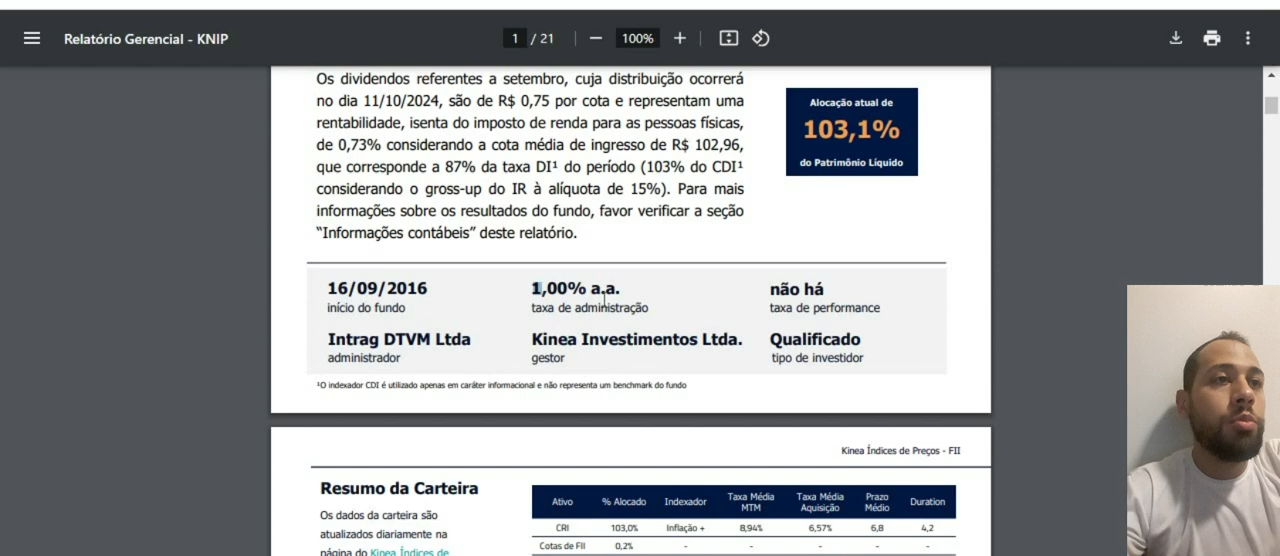 Relatório Gerencial - KNIP
1 / 21
100%
Os dividendos referentes a setembro, cuja distribuição ocorrerá
no dia 11/10/2024, são de R$ 0,75 por cota e representam uma
rentabilidade, isenta do imposto de renda para as pessoas físicas,
de 0,73% considerando a cota média de ingresso de R$ 102,96,
que corresponde a 87% da taxa DI¹ do período (103% do CDI¹
considerando o gross-up do IR à alíquota de 15%). Para mais
informações sobre os resultados do fundo, favor verificar a seção
“Informações contábeis” deste relatório.
Alocação atual de
103,1%
do Patrimônio Líquido
16/09/2016
início do fundo
1,00% a.a.
taxa de administração
não há
taxa de performance
Intrag DTVM Ltda
administrador
Kinea Investimentos Ltda.
gestor
Qualificado
tipo de investidor
¹O indexador CDI é utilizado apenas em caráter informacional e não representa um benchmark do fundo
Kinea Índices de Preços - FII
Resumo da Carteira
Os dados da carteira são
atualizados diariamente na
página do Kinea Índices de
Ativo % Alocado Indexador Taxa Média MTM Taxa Média Aquisição Prazo Médio Duration
CRI 103,0% Inflação + 8,94% 6,57% 6,8 4,2
Cotas de FII 0,2% - - - - -